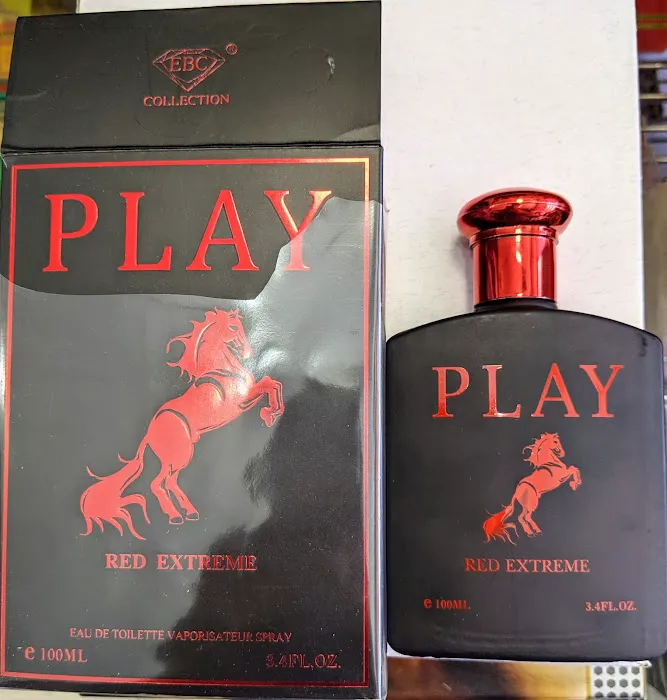 EBC
®
COLLECTION
PLAY
RED EXTREME
EAU DE TOILETTE VAPORISATEUR SPRAY
e 100ML
3.4FL.OZ.
PLAY
RED EXTREME
e 100ML.
3.4FL.OZ.